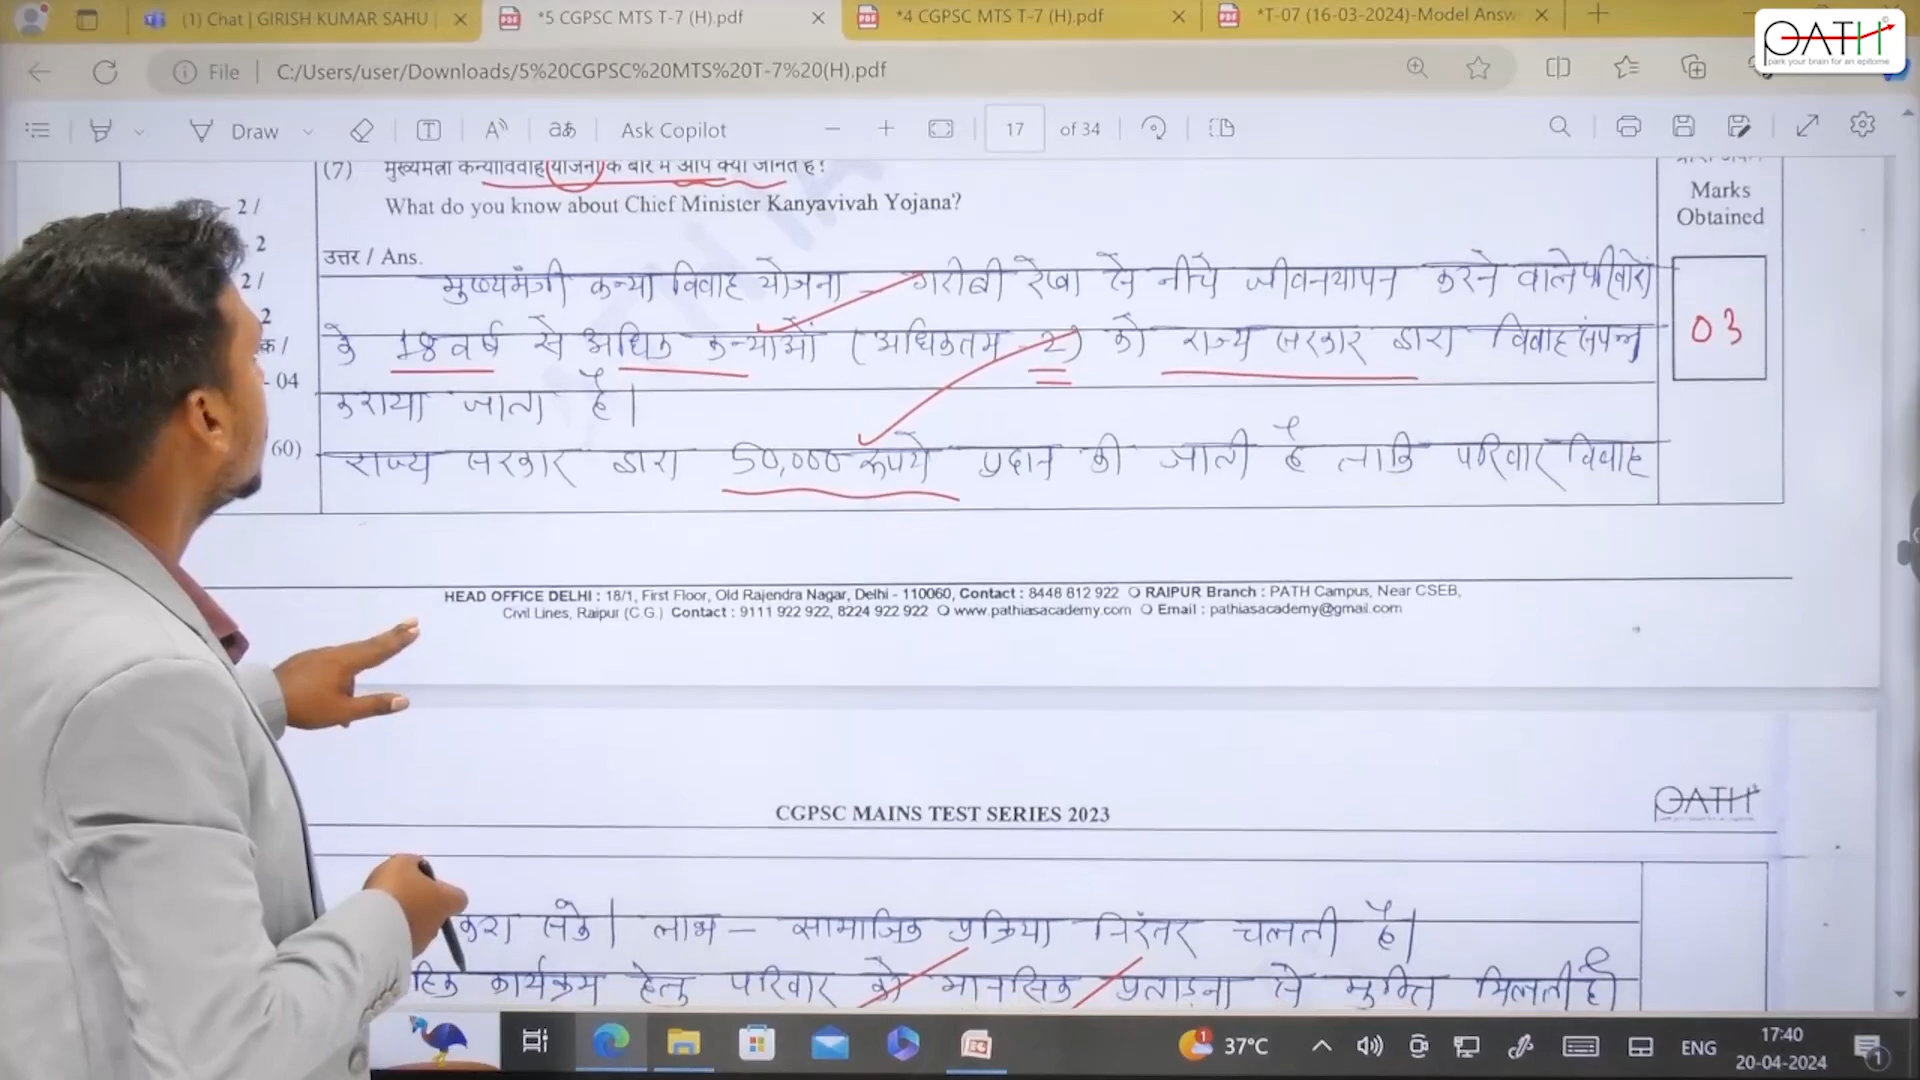 (1) Chat | GIRISH KUMAR SAHU |
*5 CGPSC MTS T-7 (H).pdf
*4 CGPSC MTS T-7 (H).pdf
*T-07 (16-03-2024)-Model Answ
PATH
park your brain for an epitome
File
C:/Users/user/Downloads/5%20CGPSC%20MTS%20T-7%20(H).pdf
Draw
Ask Copilot
17
of 34
(7) मुख्यमंत्री कन्याविवाह योजना के बारे में आप क्या जानते है?
What do you know about Chief Minister Kanyavivah Yojana?
Marks
Obtained
- 2 /
- 2
2 /
2
क /
- 04
60)
उत्तर / Ans.
मुख्यमंत्री कन्या विवाह योजना - गरीबी रेखा से नीचे जीवनयापन करने वाले परिवारों
के 18 वर्ष से अधिक कन्याओं (अधिकतम - 2) को राज्य सरकार द्वारा विवाह संपन्न
कराया जाता है।
राज्य सरकार द्वारा 50,000 रूपये प्रदान की जाती है ताकि परिवार विवाह
03
HEAD OFFICE DELHI : 18/1, First Floor, Old Rajendra Nagar, Delhi - 110060, Contact : 8448 812 922 O RAIPUR Branch : PATH Campus, Near CSEB,
Civil Lines, Raipur (C.G.) Contact : 9111 922 922, 8224 922 922 O www.pathiasacademy.com O Email : pathiasacademy@gmail.com
CGPSC MAINS TEST SERIES 2023
PATH
करा सके। लाभ - सामाजिक प्रक्रिया निरंतर चलती है।
कार्यक्रम हेतु परिवार को मानसिक प्रताड़ना से मुक्ति मिलती है
37°C
ENG
17:40
20-04-2024
1